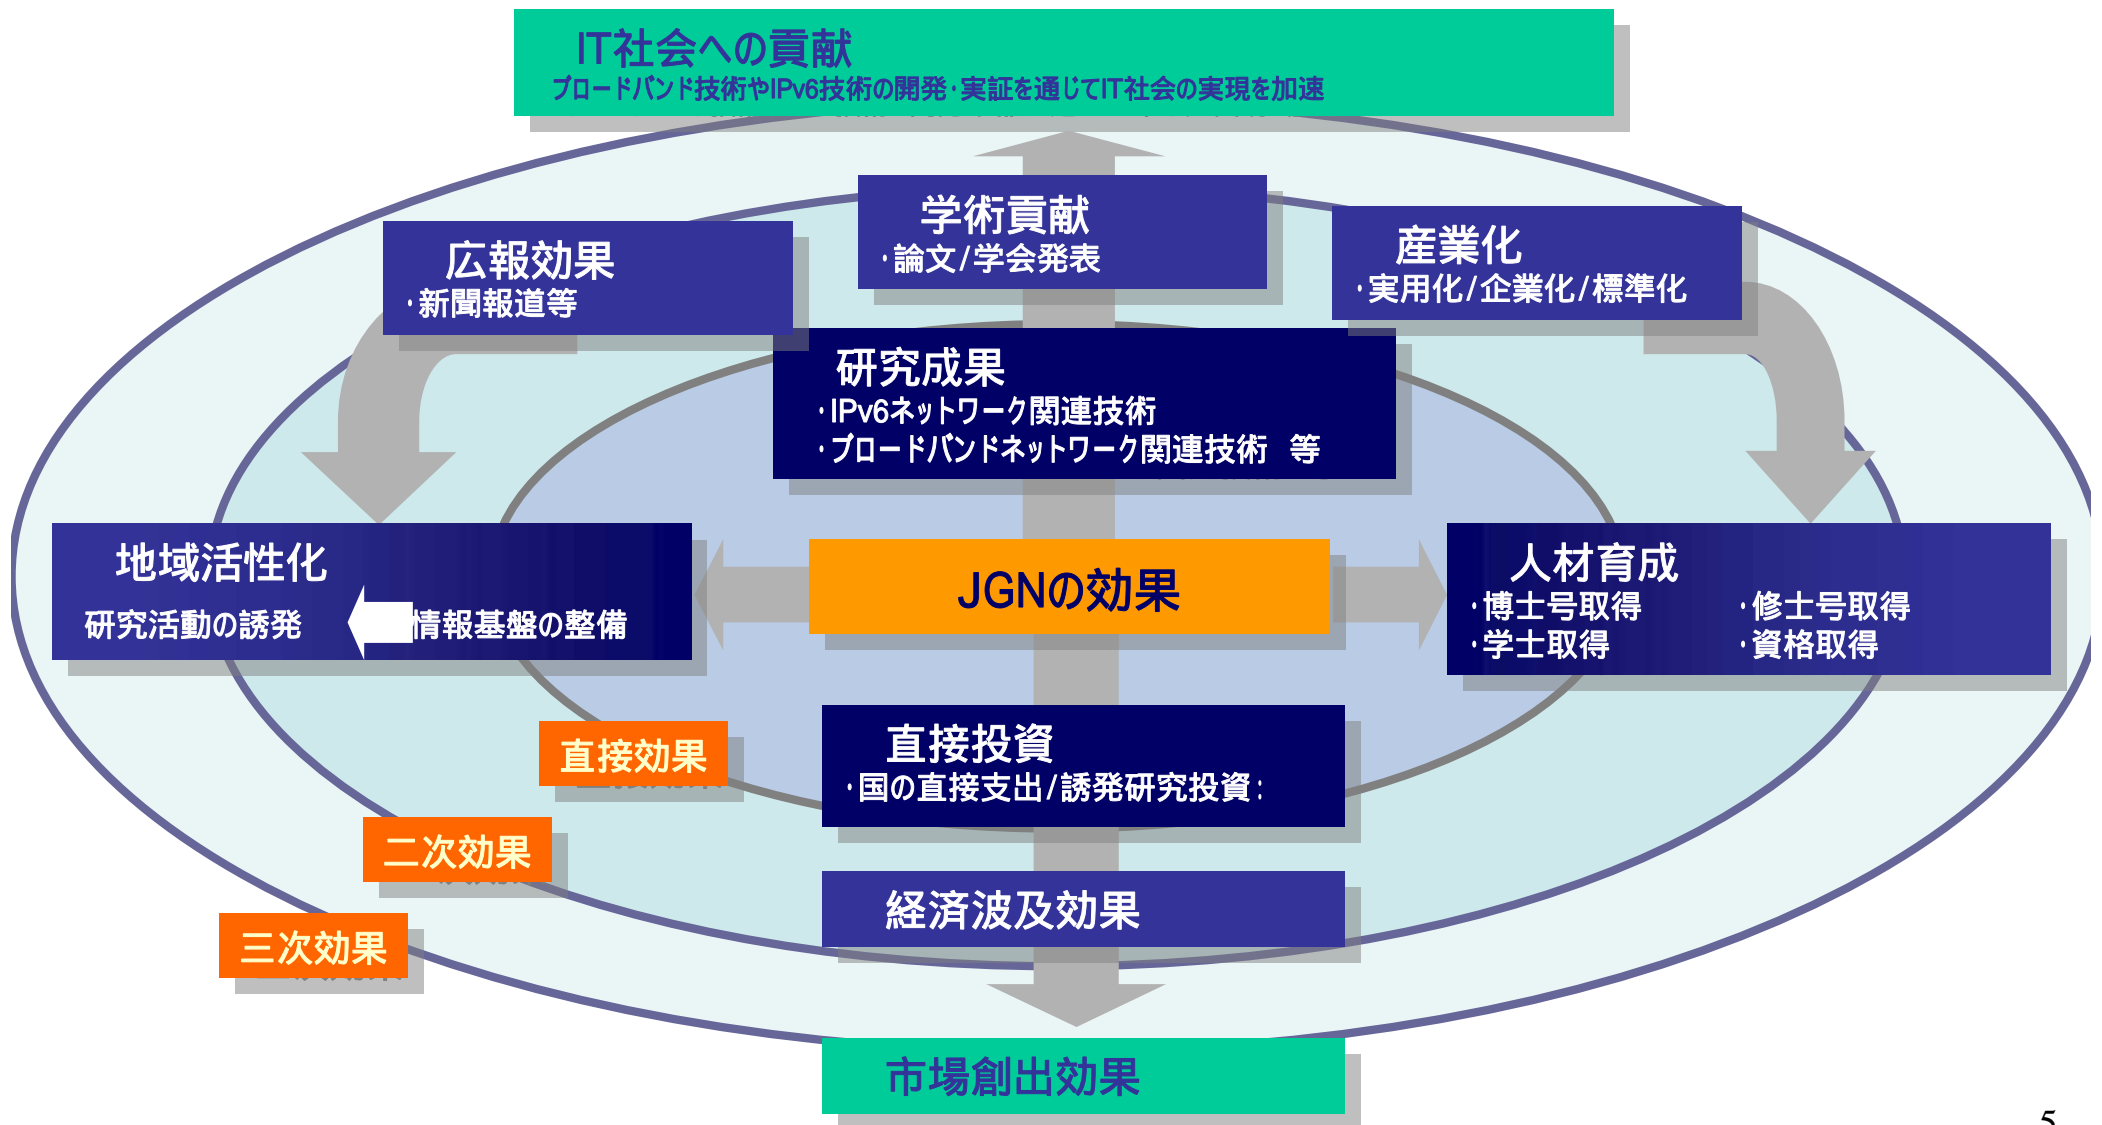 IT社会への貢献
ブロードバンド技術やIPv6技術の開発・実証を通じてIT社会の実現を加速
学術貢献
・論文/学会発表
広報効果
・新聞報道等
産業化
・実用化/企業化/標準化
研究成果
・IPv6ネットワーク関連技術
・ブロードバンドネットワーク関連技術　等
地域活性化
研究活動の誘発　情報基盤の整備
JGNの効果
人材育成
・博士号取得　・修士号取得
・学士取得　・資格取得
直接投資
・国の直接支出/誘発研究投資：
直接効果
二次効果
経済波及効果
三次効果
市場創出効果
5